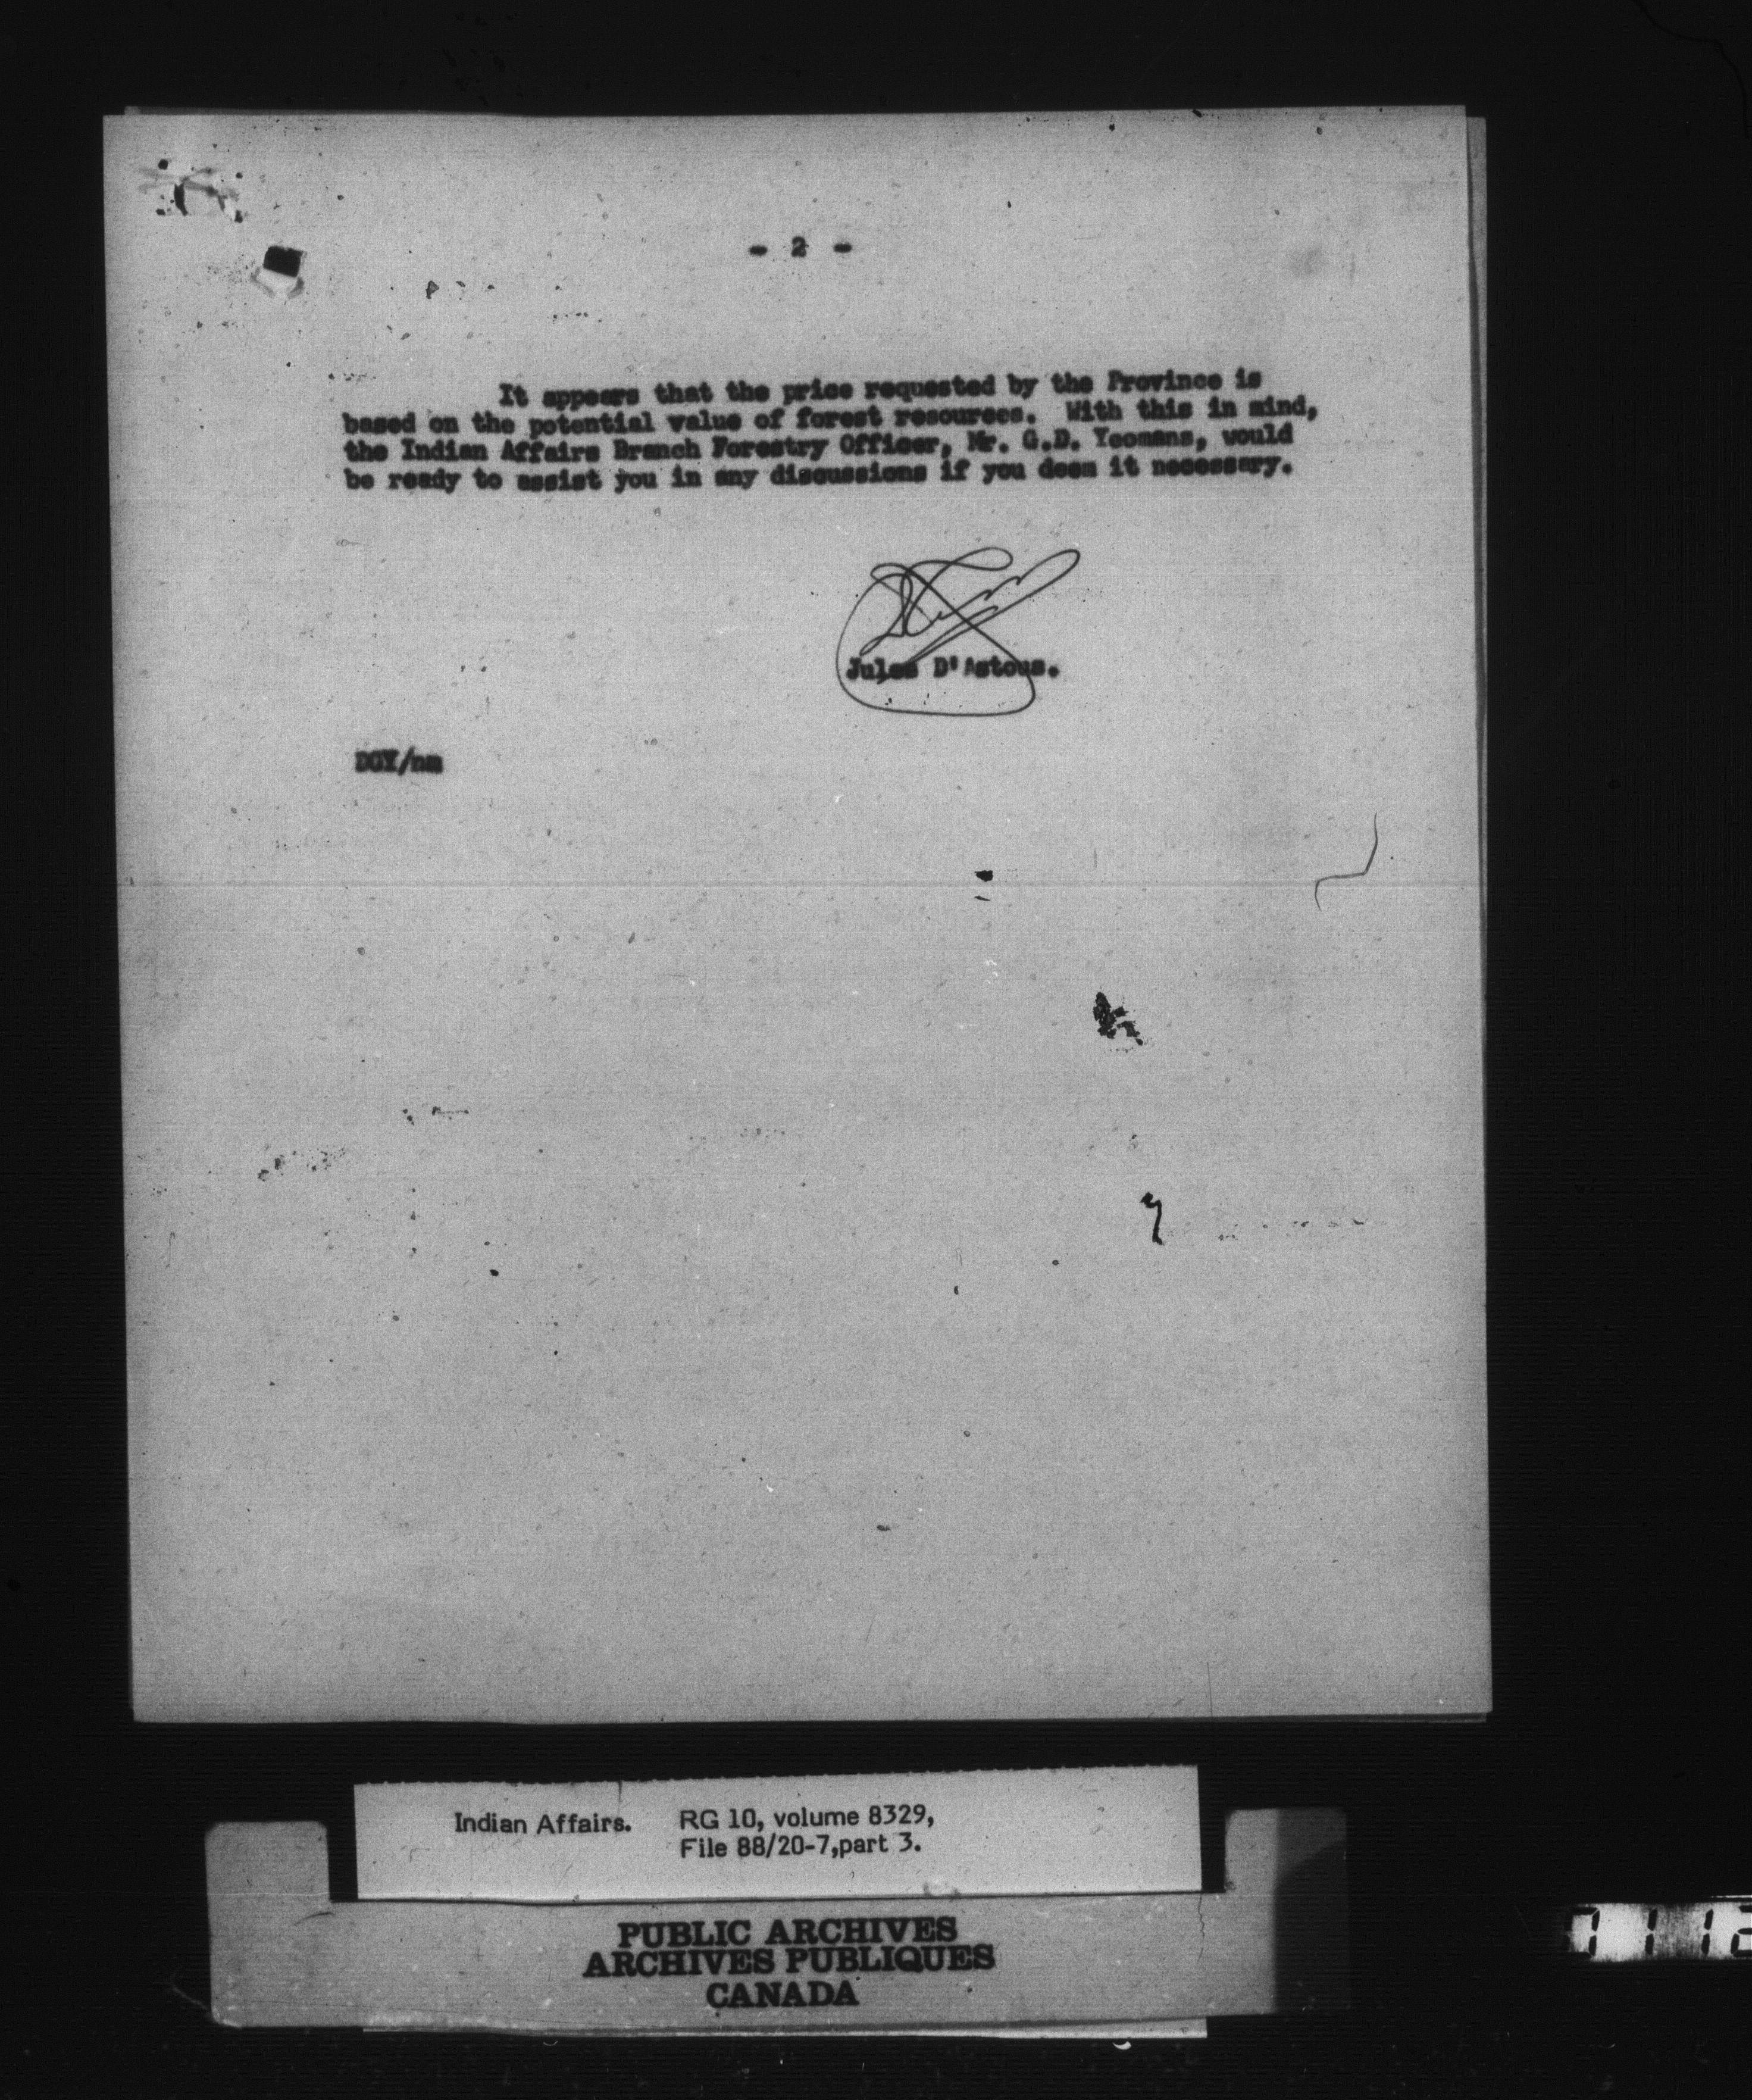 - 2 -
It appears that the price requested by the Province is
based on the potential value of forest resources. With this in mind,
the Indian Affairs Branch Forestry Officer, Mr. G.D. Yeomans, would
be ready to assist you in any discussions if you deem it necessary.
Jules D'Astous.
DGY/nm
Indian Affairs. RG 10, volume 8329,
File 88/20-7,part 3.
PUBLIC ARCHIVES
ARCHIVES PUBLIQUES
CANADA